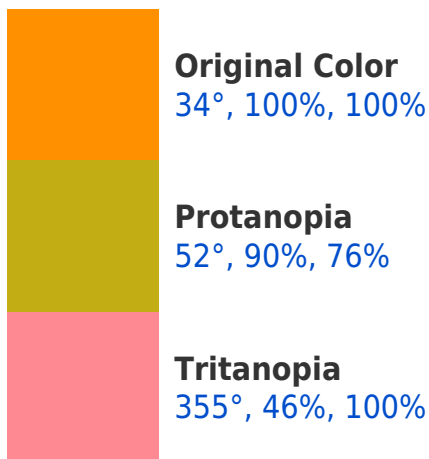 Original Color
34°, 100%, 100%
Protanopia
52°, 90%, 76%
Tritanopia
355°, 46%, 100%